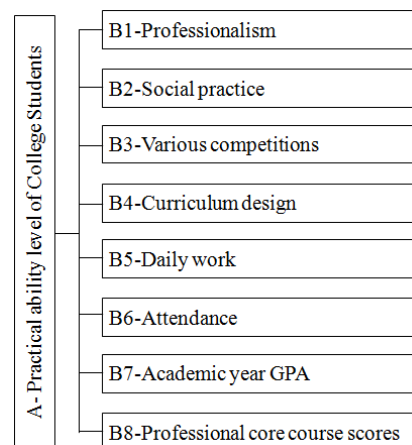 A- Practical ability level of College Students
B1-Professionalism
B2-Social practice
B3-Various competitions
B4-Curriculum design
B5-Daily work
B6-Attendance
B7-Academic year GPA
B8-Professional core course scores